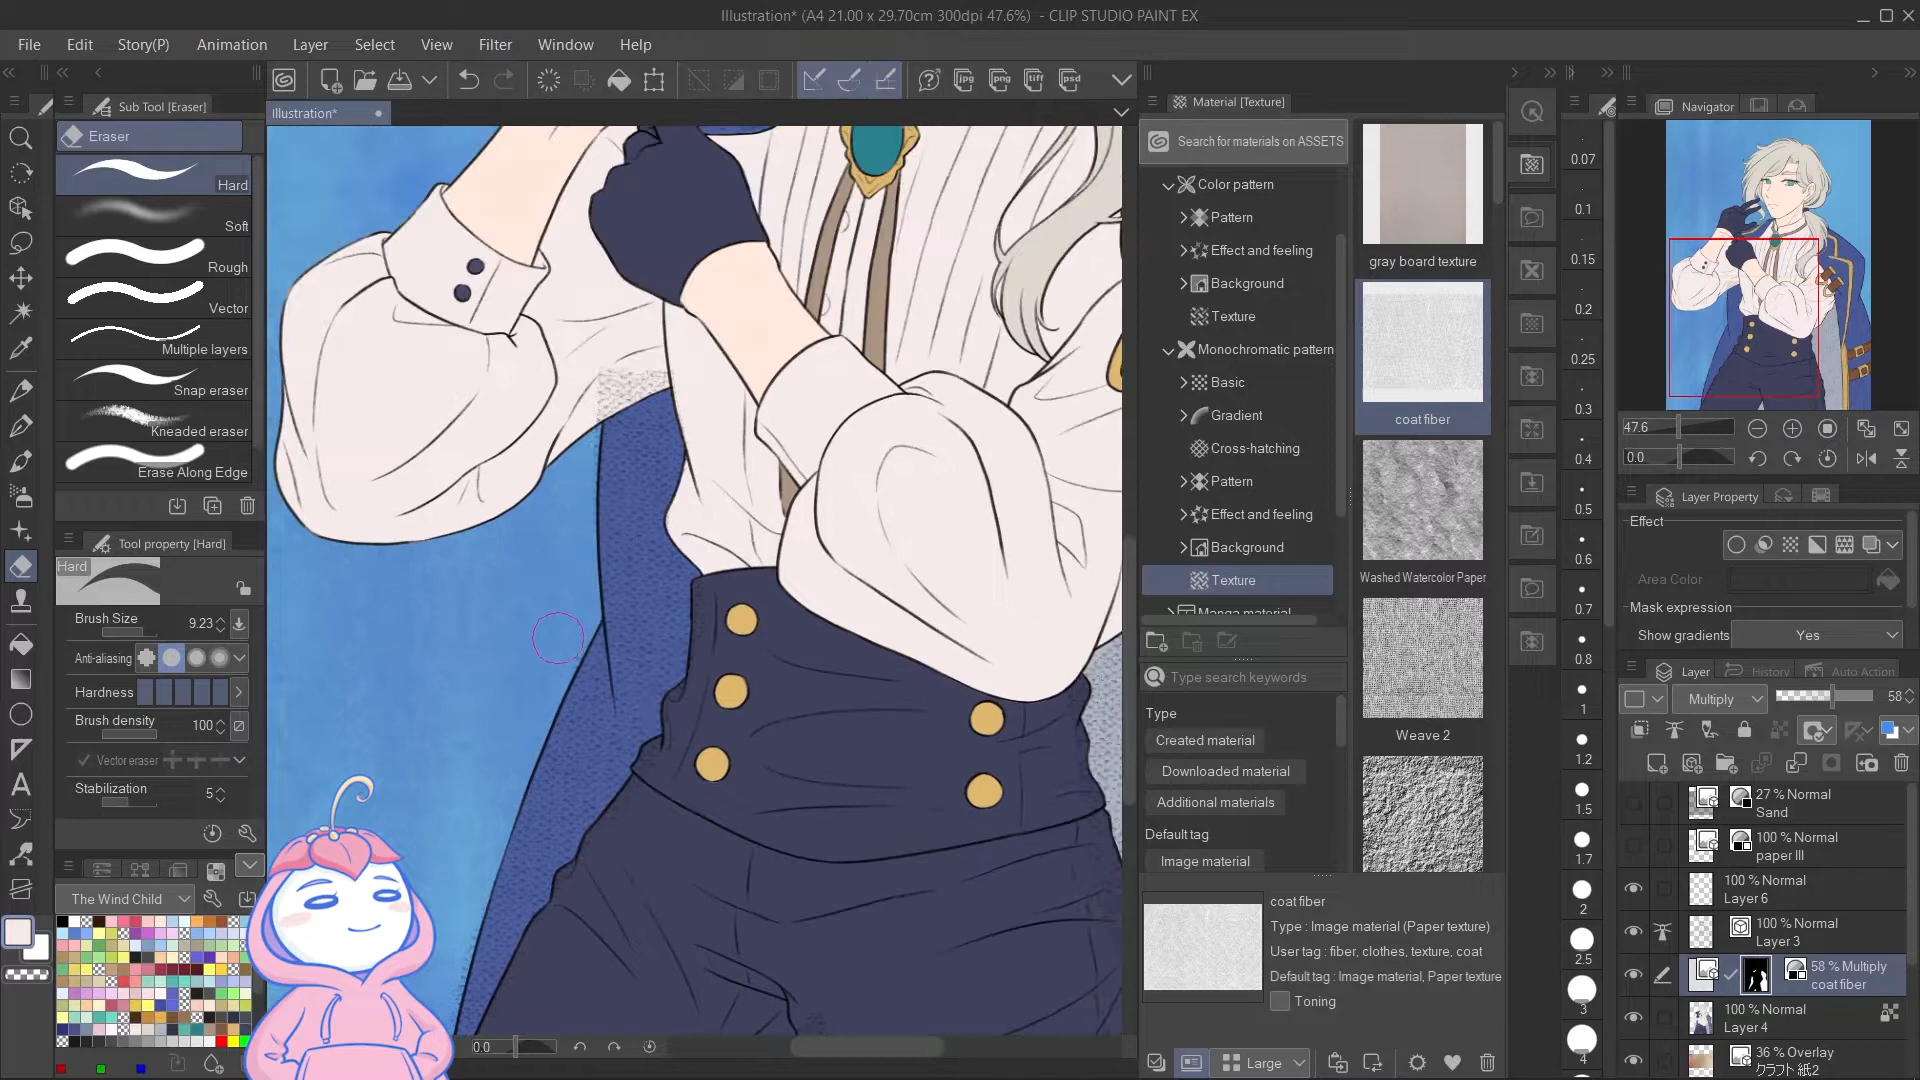 Illustration* (A4 21.00 x 29.70cm 300dpi 47.6%) - CLIP STUDIO PAINT EX
File Edit Story(P) Animation Layer Select View Filter Window Help
Sub Tool [Eraser]
Eraser
Hard
Soft
Rough
Vector
Multiple layers
Snap eraser
Kneaded eraser
Erase Along Edge
Tool property [Hard]
Hard
Brush Size 9.23
Anti-aliasing
Hardness
Brush density 100
Vector eraser
Stabilization 5
The Wind Child
jpg png tiff psd
Illustration*
0.0
Material [Texture]
Search for materials on ASSETS
Color pattern
Pattern
Effect and feeling
Background
Texture
Monochromatic pattern
Basic
Gradient
Cross-hatching
Pattern
Effect and feeling
Background
Texture
Manga material
Type search keywords
Type
Created material
Downloaded material
Additional materials
Default tag
Image material
gray board texture
coat fiber
Washed Watercolor Paper
Weave 2
coat fiber
Type : Image material (Paper texture)
User tag : fiber, clothes, texture, coat
Default tag : Image material, Paper texture
Toning
Large
0.07
0.1
0.15
0.2
0.25
0.3
0.4
0.5
0.6
0.7
0.8
1
1.2
1.5
1.7
2
2.5
3
4
Navigator
47.6
0.0
Layer Property
Effect
Area Color
Mask expression
Show gradients Yes
Layer History Auto Action
Multiply 58
27 % Normal
Sand
100 % Normal
paper III
100 % Normal
Layer 6
100 % Normal
Layer 3
58 % Multiply
coat fiber
100 % Normal
Layer 4
36 % Overlay
クラフト紙2